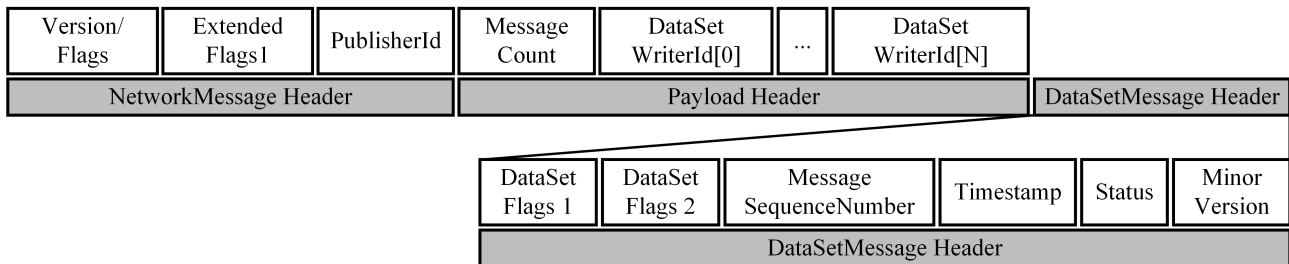 Version/
Flags
Extended
Flags1
PublisherId
Message
Count
DataSet
WriterId[0]
...
DataSet
WriterId[N]
NetworkMessage Header
Payload Header
DataSetMessage Header
DataSet
Flags 1
DataSet
Flags 2
Message
SequenceNumber
Timestamp
Status
Minor
Version
DataSetMessage Header